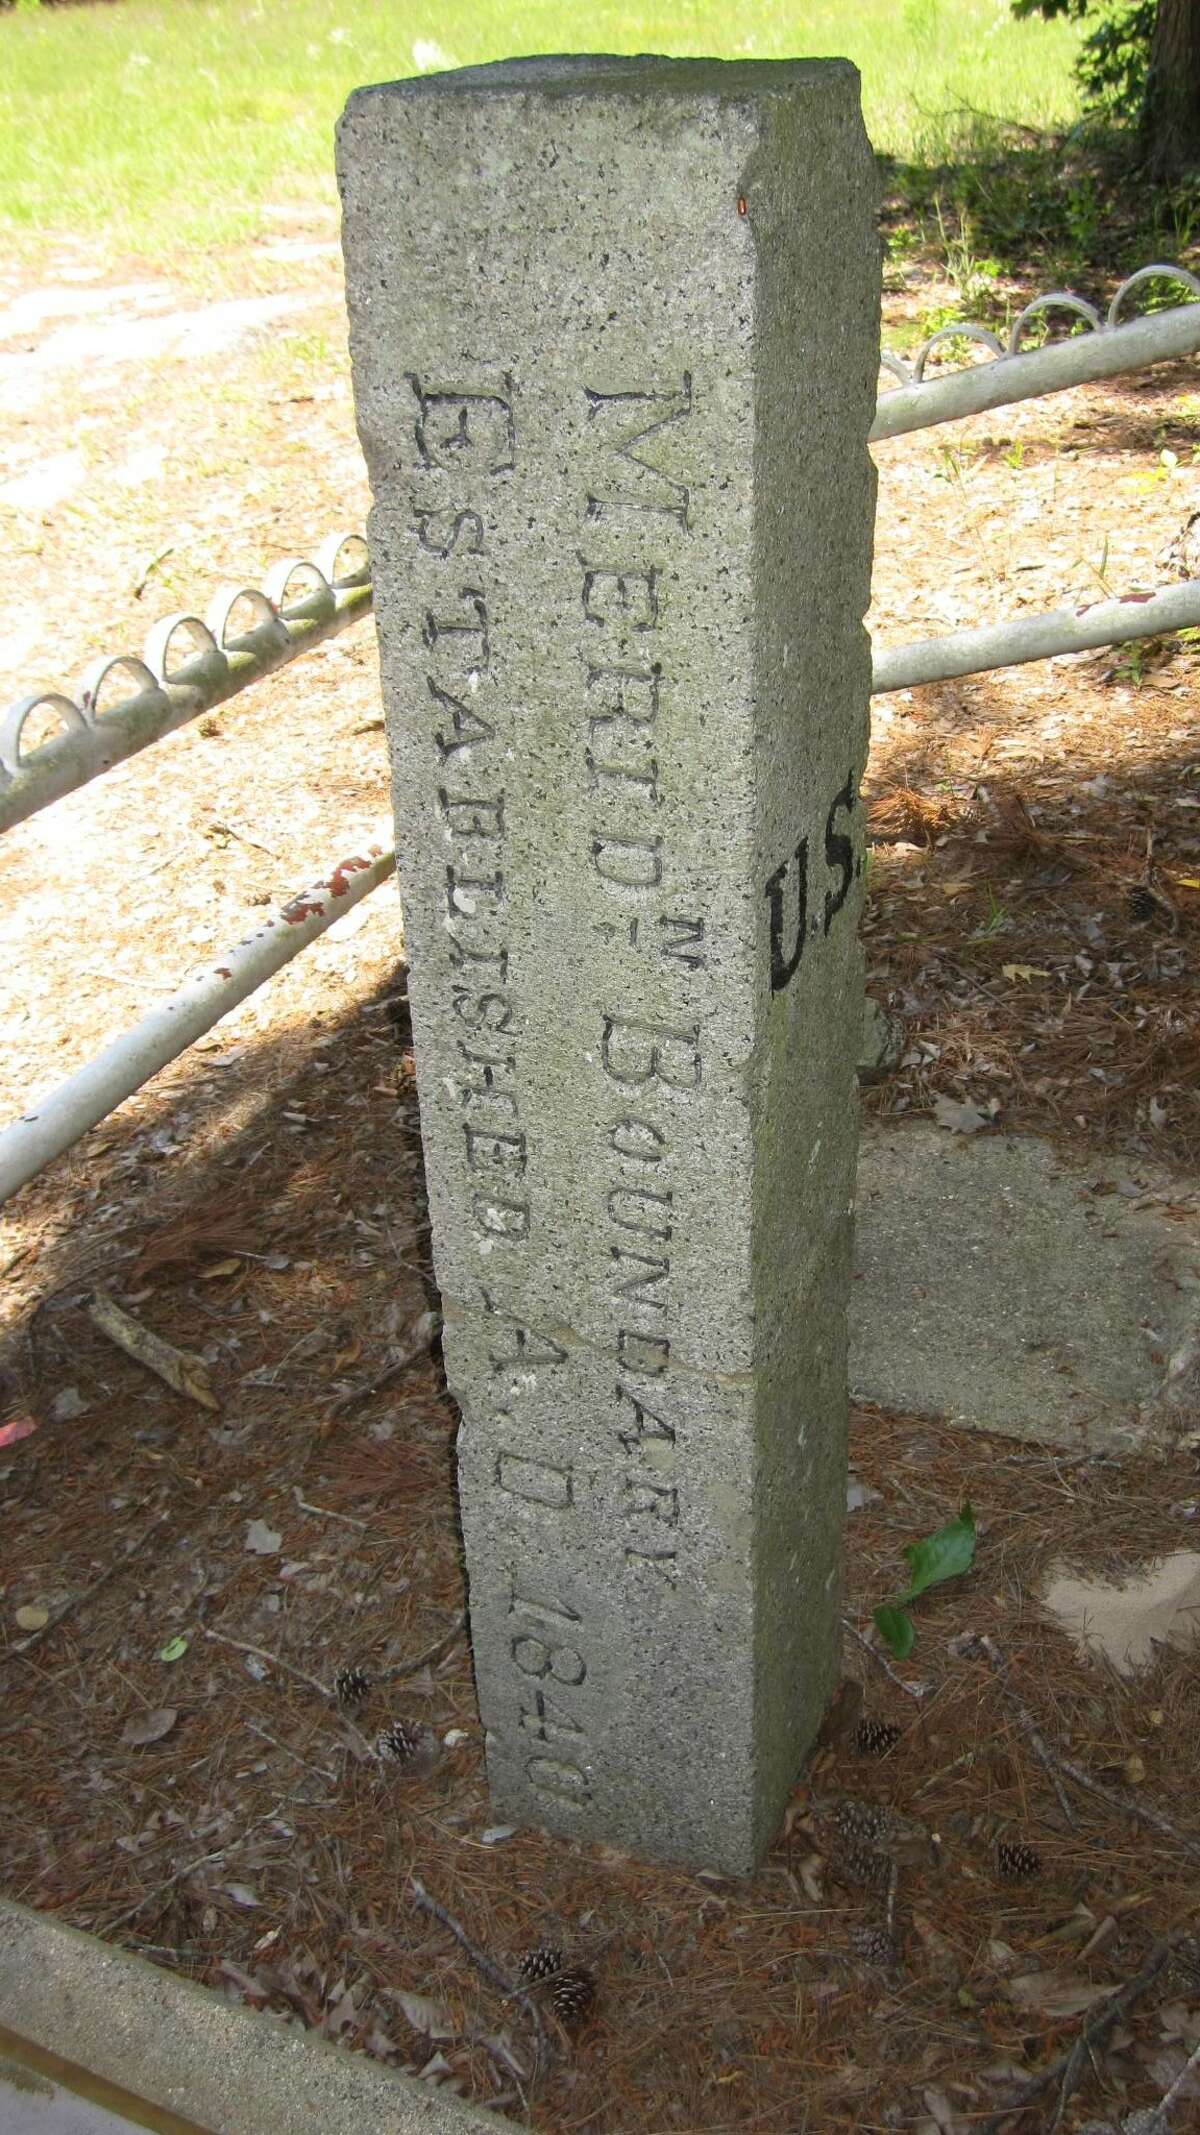 MERIDᴺ. BOUNDARY
ESTABLISHED A.D. 1840
U.S.